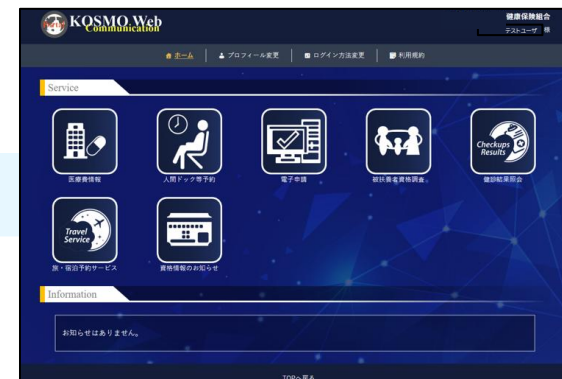 KOSMO Web
Communication
健康保険組合
テストユーザ 様
ホーム
プロフィール変更
ログイン方法変更
利用規約
Service
医療費情報
人間ドック等予約
電子申請
被扶養者資格調査
Checkups
Results
健診結果照会
Travel
Service
旅・宿泊予約サービス
資格情報のお知らせ
Information
お知らせはありません。
TOPへ戻る